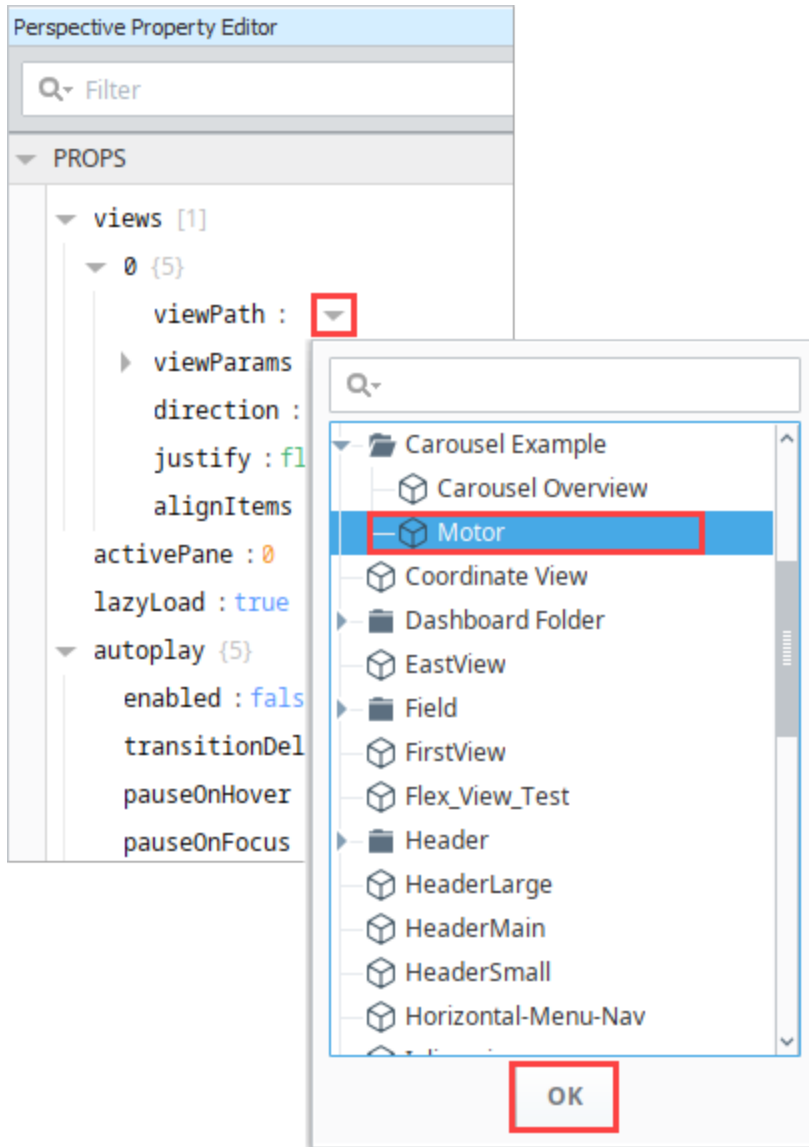 Perspective Property Editor
Filter
PROPS
views [1]
0 {5}
viewPath :
viewParams
direction :
justify : fl
alignItems
activePane : 0
lazyLoad : true
autoplay {5}
enabled : fals
transitionDel
pauseOnHover
pauseOnFocus
Carousel Example
Carousel Overview
Motor
Coordinate View
Dashboard Folder
EastView
Field
FirstView
Flex_View_Test
Header
HeaderLarge
HeaderMain
HeaderSmall
Horizontal-Menu-Nav
OK